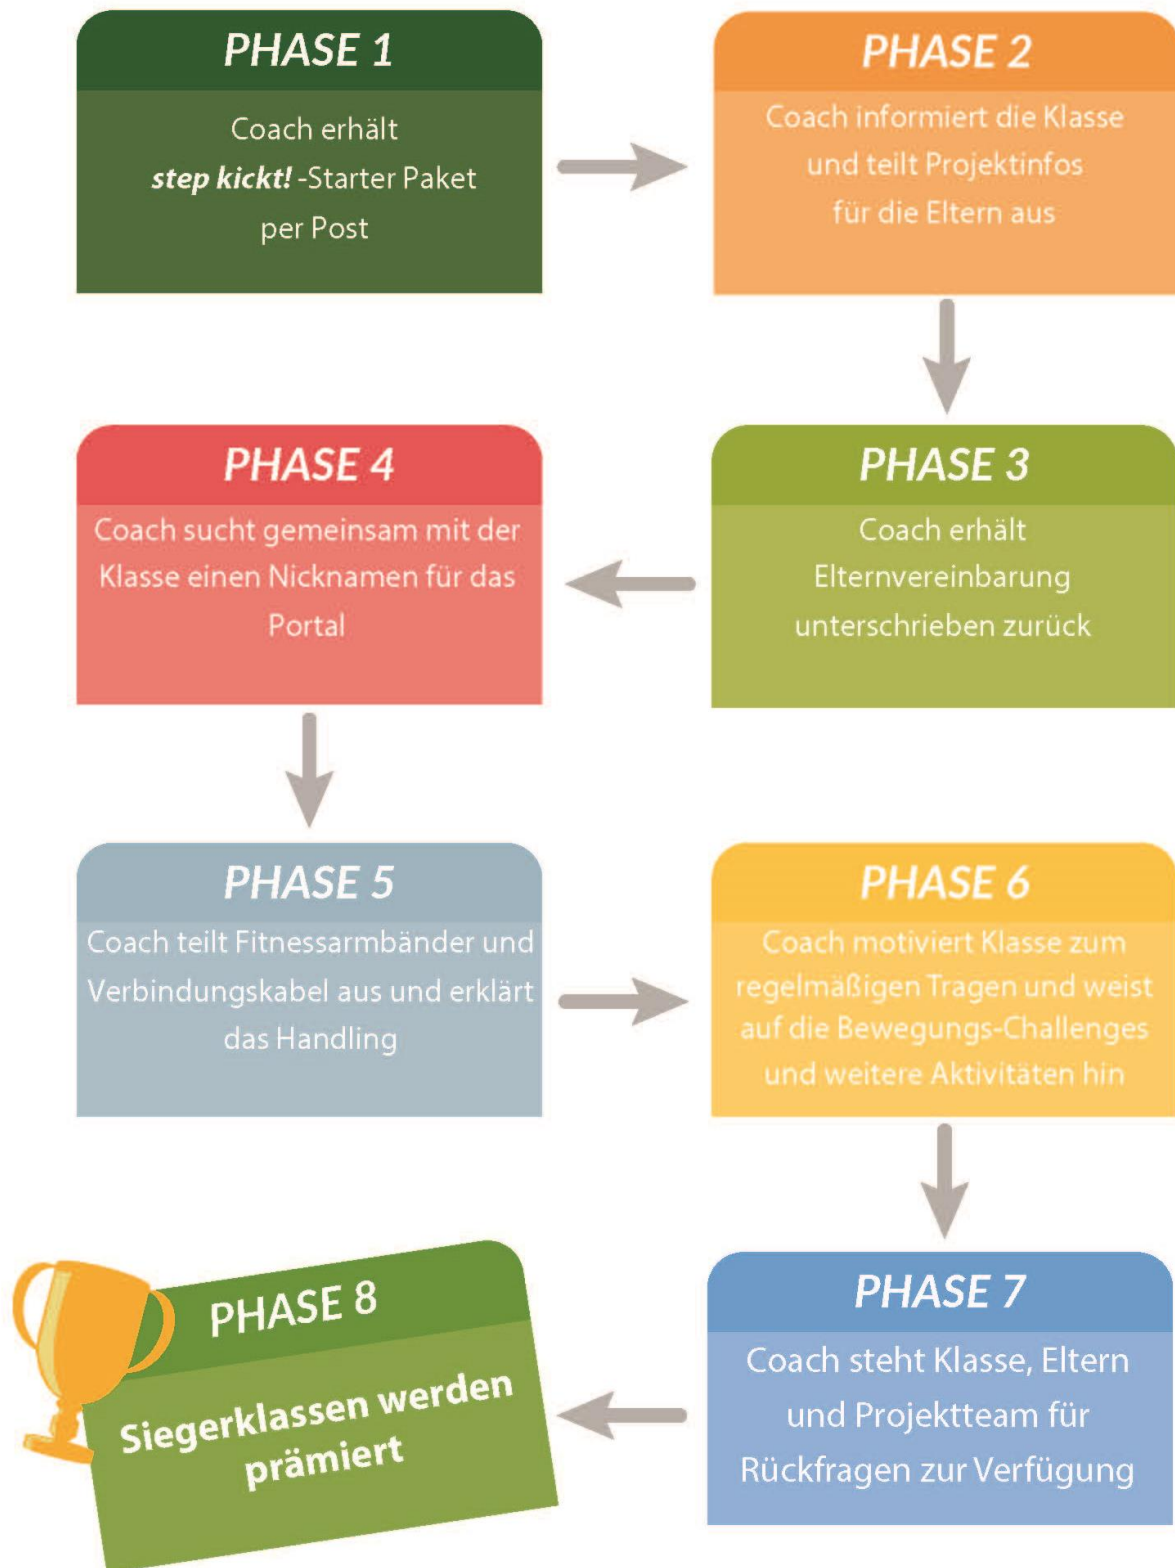 PHASE 1
Coach erhält
step kickt! -Starter Paket
per Post
PHASE 2
Coach informiert die Klasse
und teilt Projektinfos
für die Eltern aus
PHASE 3
Coach erhält
Elternvereinbarung
unterschrieben zurück
PHASE 4
Coach sucht gemeinsam mit der
Klasse einen Nicknamen für das
Portal
PHASE 5
Coach teilt Fitnessarmbänder und
Verbindungskabel aus und erklärt
das Handling
PHASE 6
Coach motiviert Klasse zum
regelmäßigen Tragen und weist
auf die Bewegungs-Challenges
und weitere Aktivitäten hin
PHASE 7
Coach steht Klasse, Eltern
und Projektteam für
Rückfragen zur Verfügung
PHASE 8
Siegerklassen werden
prämiert